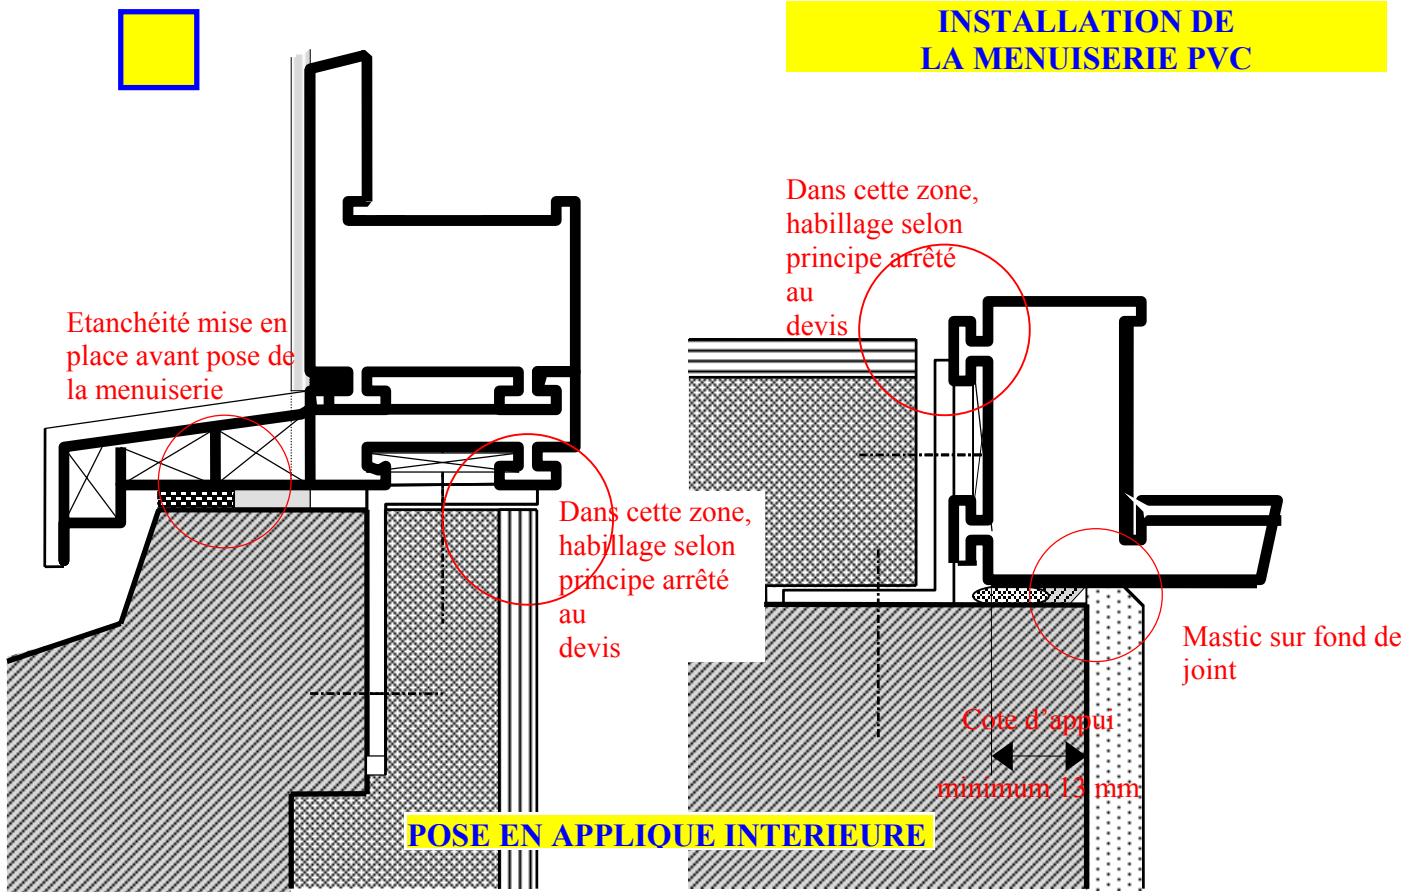 INSTALLATION DE
LA MENUISERIE PVC
Dans cette zone,
habillage selon
principe arrêté
au
devis
Etanchéité mise en
place avant pose de
la menuiserie
Dans cette zone,
habillage selon
principe arrêté
au
devis
Mastic sur fond de
joint
Cote d'appui
minimum 13 mm
POSE EN APPLIQUE INTERIEURE